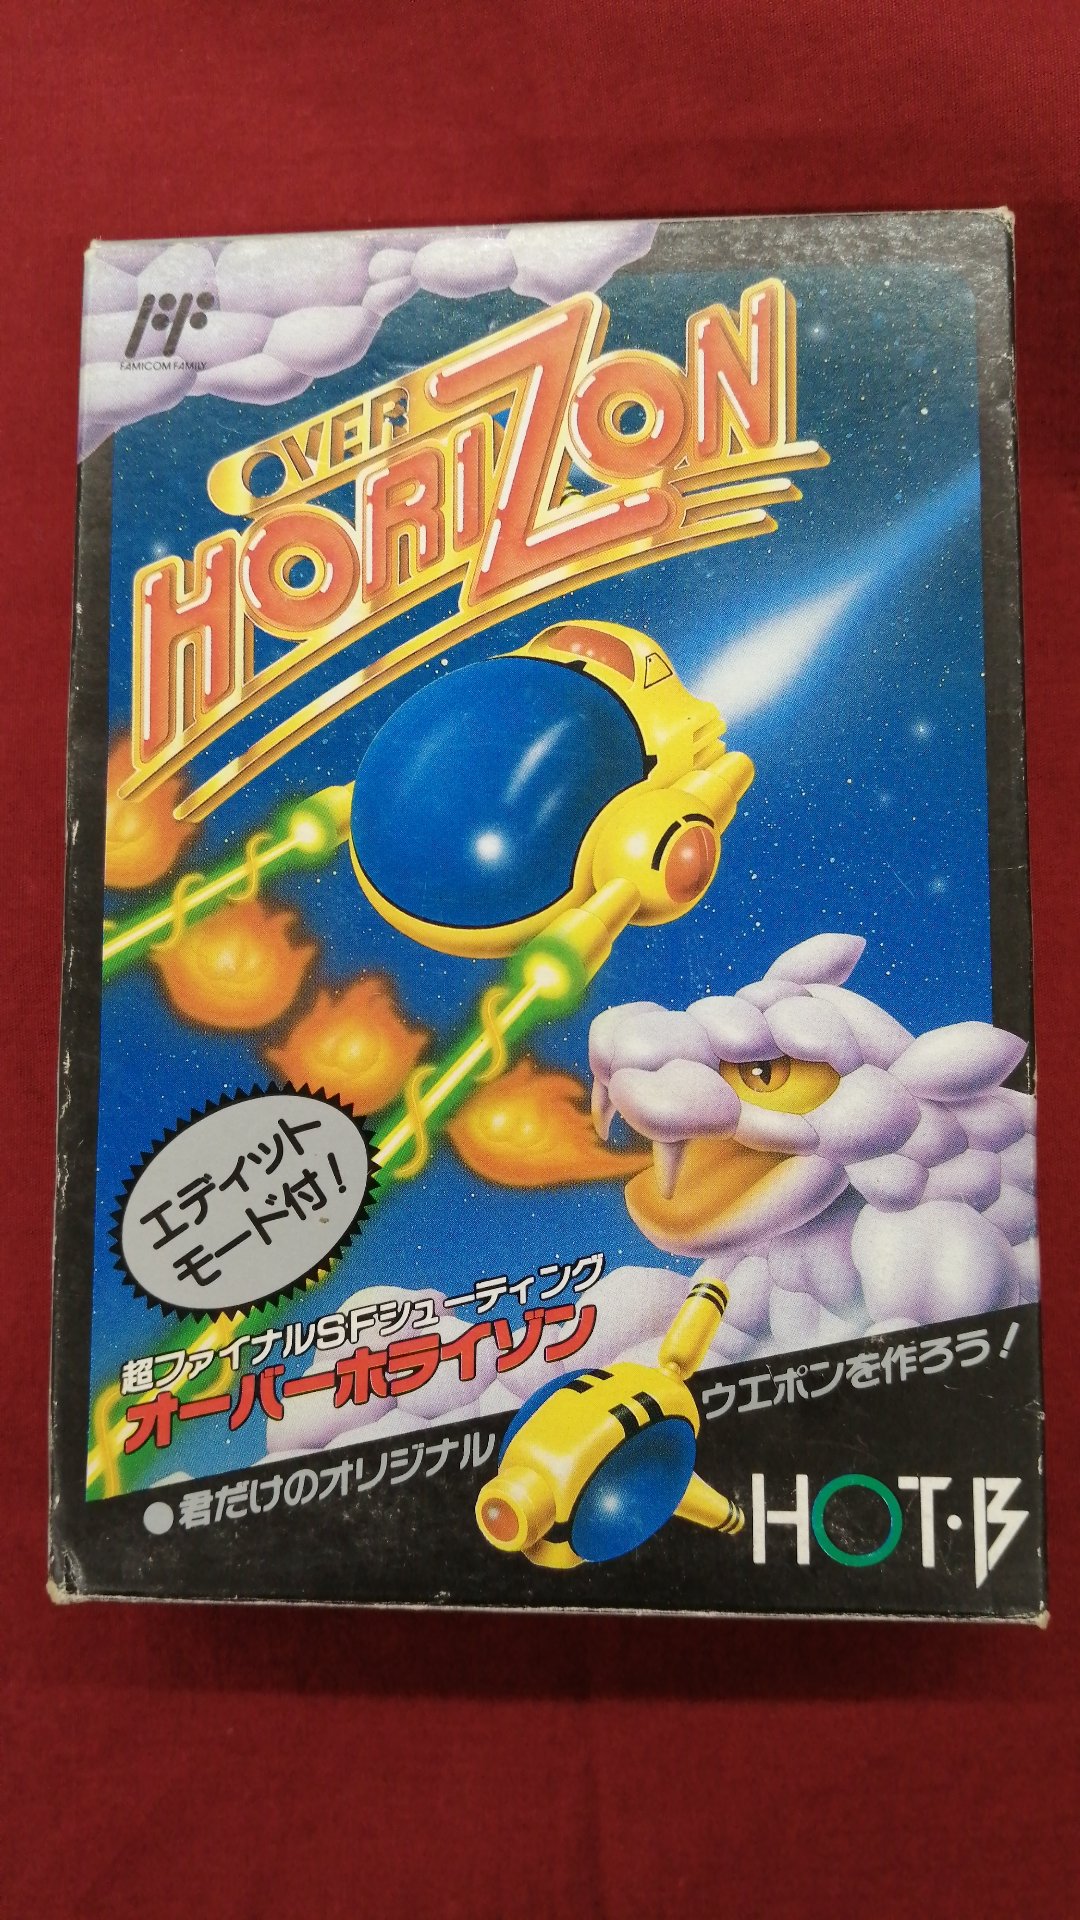 FAMICOM FAMILY
OVER
HORIZON
エディット
モード付！
超ファイナルSFシューティング
オーバーホライゾン
●君だけのオリジナル ウエポンを作ろう！
HOT・B